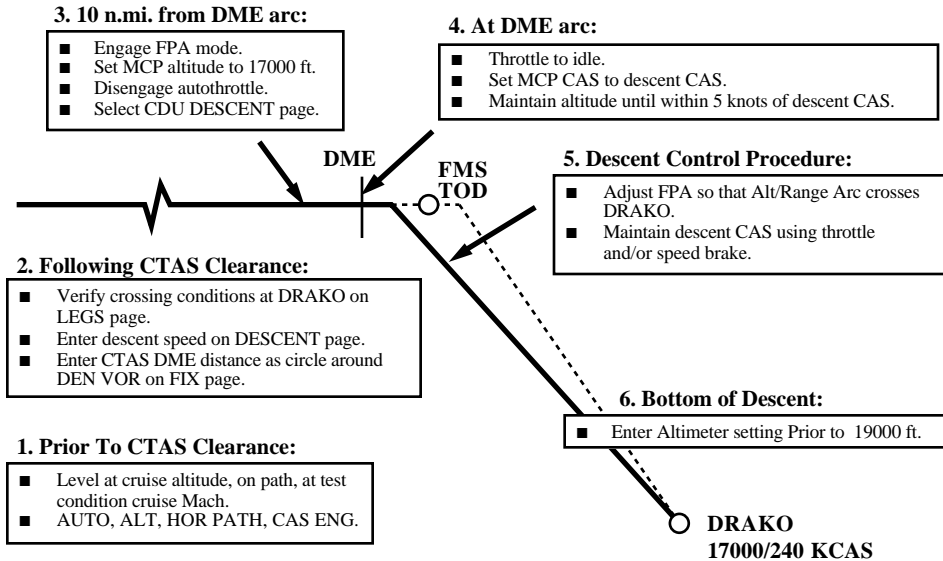 3. 10 n.mi. from DME arc:
■ Engage FPA mode.
■ Set MCP altitude to 17000 ft.
■ Disengage autothrottle.
■ Select CDU DESCENT page.
4. At DME arc:
■ Throttle to idle.
■ Set MCP CAS to descent CAS.
■ Maintain altitude until within 5 knots of descent CAS.
DME
FMS
TOD
5. Descent Control Procedure:
■ Adjust FPA so that Alt/Range Arc crosses
DRAKO.
■ Maintain descent CAS using throttle
and/or speed brake.
2. Following CTAS Clearance:
■ Verify crossing conditions at DRAKO on
LEGS page.
■ Enter descent speed on DESCENT page.
■ Enter CTAS DME distance as circle around
DEN VOR on FIX page.
6. Bottom of Descent:
■ Enter Altimeter setting Prior to 19000 ft.
1. Prior To CTAS Clearance:
■ Level at cruise altitude, on path, at test
condition cruise Mach.
■ AUTO, ALT, HOR PATH, CAS ENG.
DRAKO
17000/240 KCAS